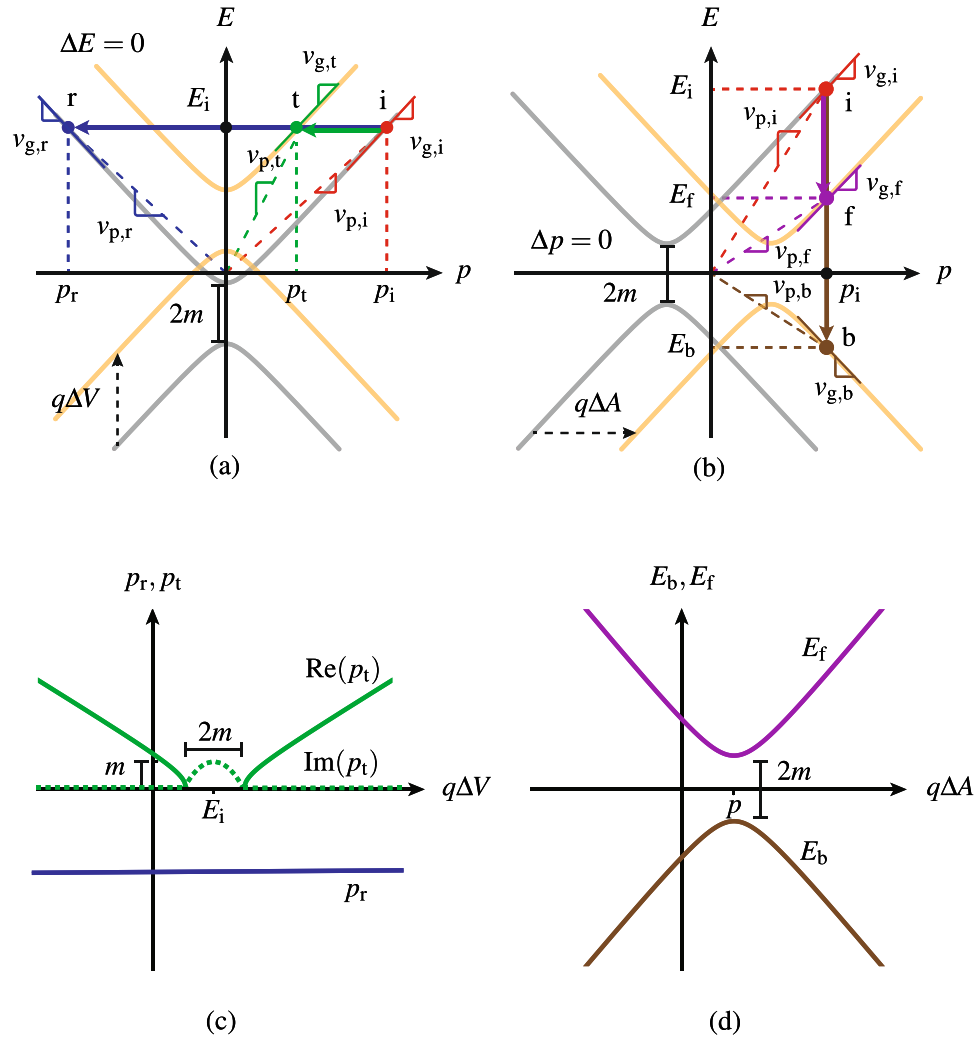 E
ΔE = 0
v_g,t
E_i
r
t
i
v_g,r
v_g,i
v_p,t
v_p,r
v_p,i
p
p_r
p_t
p_i
2m
qΔV
(a)
E
v_g,i
E_i
i
v_p,i
E_f
v_g,f
f
Δp = 0
v_p,f
p
2m
v_p,b
p_i
E_b
b
v_g,b
qΔA
(b)
p_r, p_t
Re(p_t)
2m
m
Im(p_t)
qΔV
E_i
p_r
(c)
E_b, E_f
E_f
2m
qΔA
p
E_b
(d)